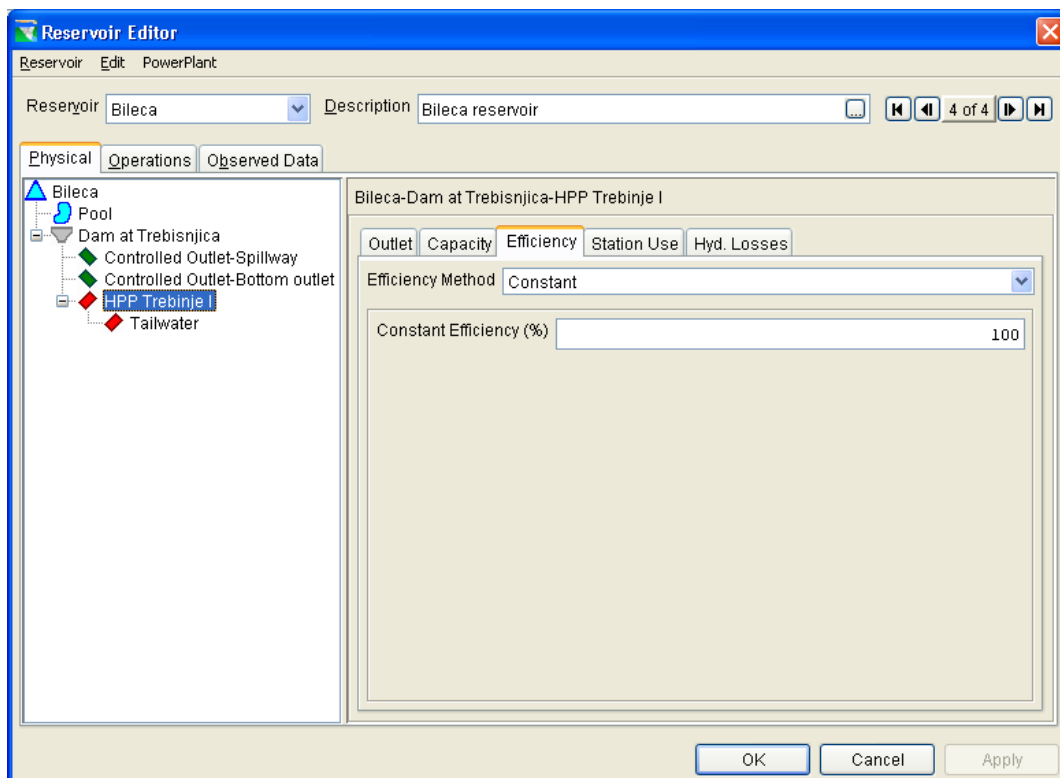 Reservoir Editor
Reservoir Edit PowerPlant
Reservoir Bileca Description Bileca reservoir ... 4 of 4
Physical Operations Observed Data
Bileca
Pool
Dam at Trebisnjica
Controlled Outlet-Spillway
Controlled Outlet-Bottom outlet
HPP Trebinje I
Tailwater
Bileca-Dam at Trebisnjica-HPP Trebinje I
Outlet Capacity Efficiency Station Use Hyd. Losses
Efficiency Method Constant
Constant Efficiency (%) 100
OK Cancel Apply